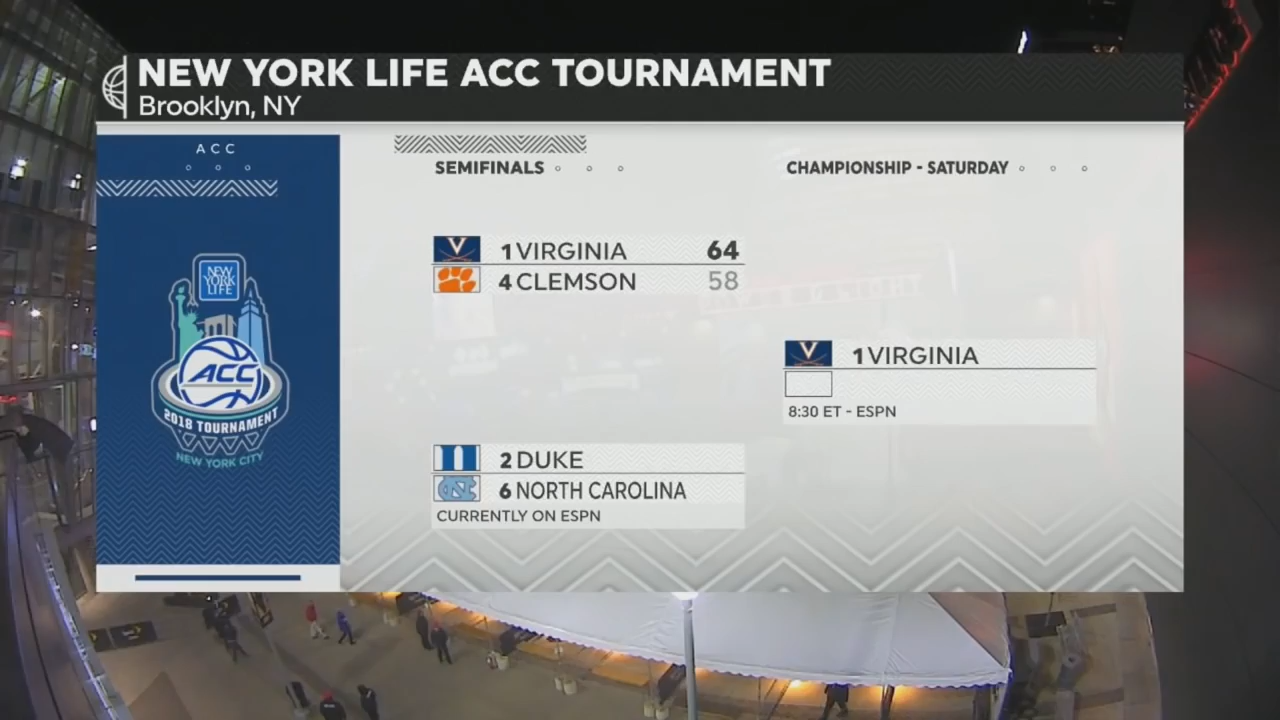 NEW YORK LIFE ACC TOURNAMENT
Brooklyn, NY
ACC
NEW
YORK
LIFE
ACC
2018 TOURNAMENT
NEW YORK CITY
SEMIFINALS
1 VIRGINIA 64
4 CLEMSON 58
2 DUKE
6 NORTH CAROLINA
CURRENTLY ON ESPN
CHAMPIONSHIP - SATURDAY
1 VIRGINIA
8:30 ET - ESPN